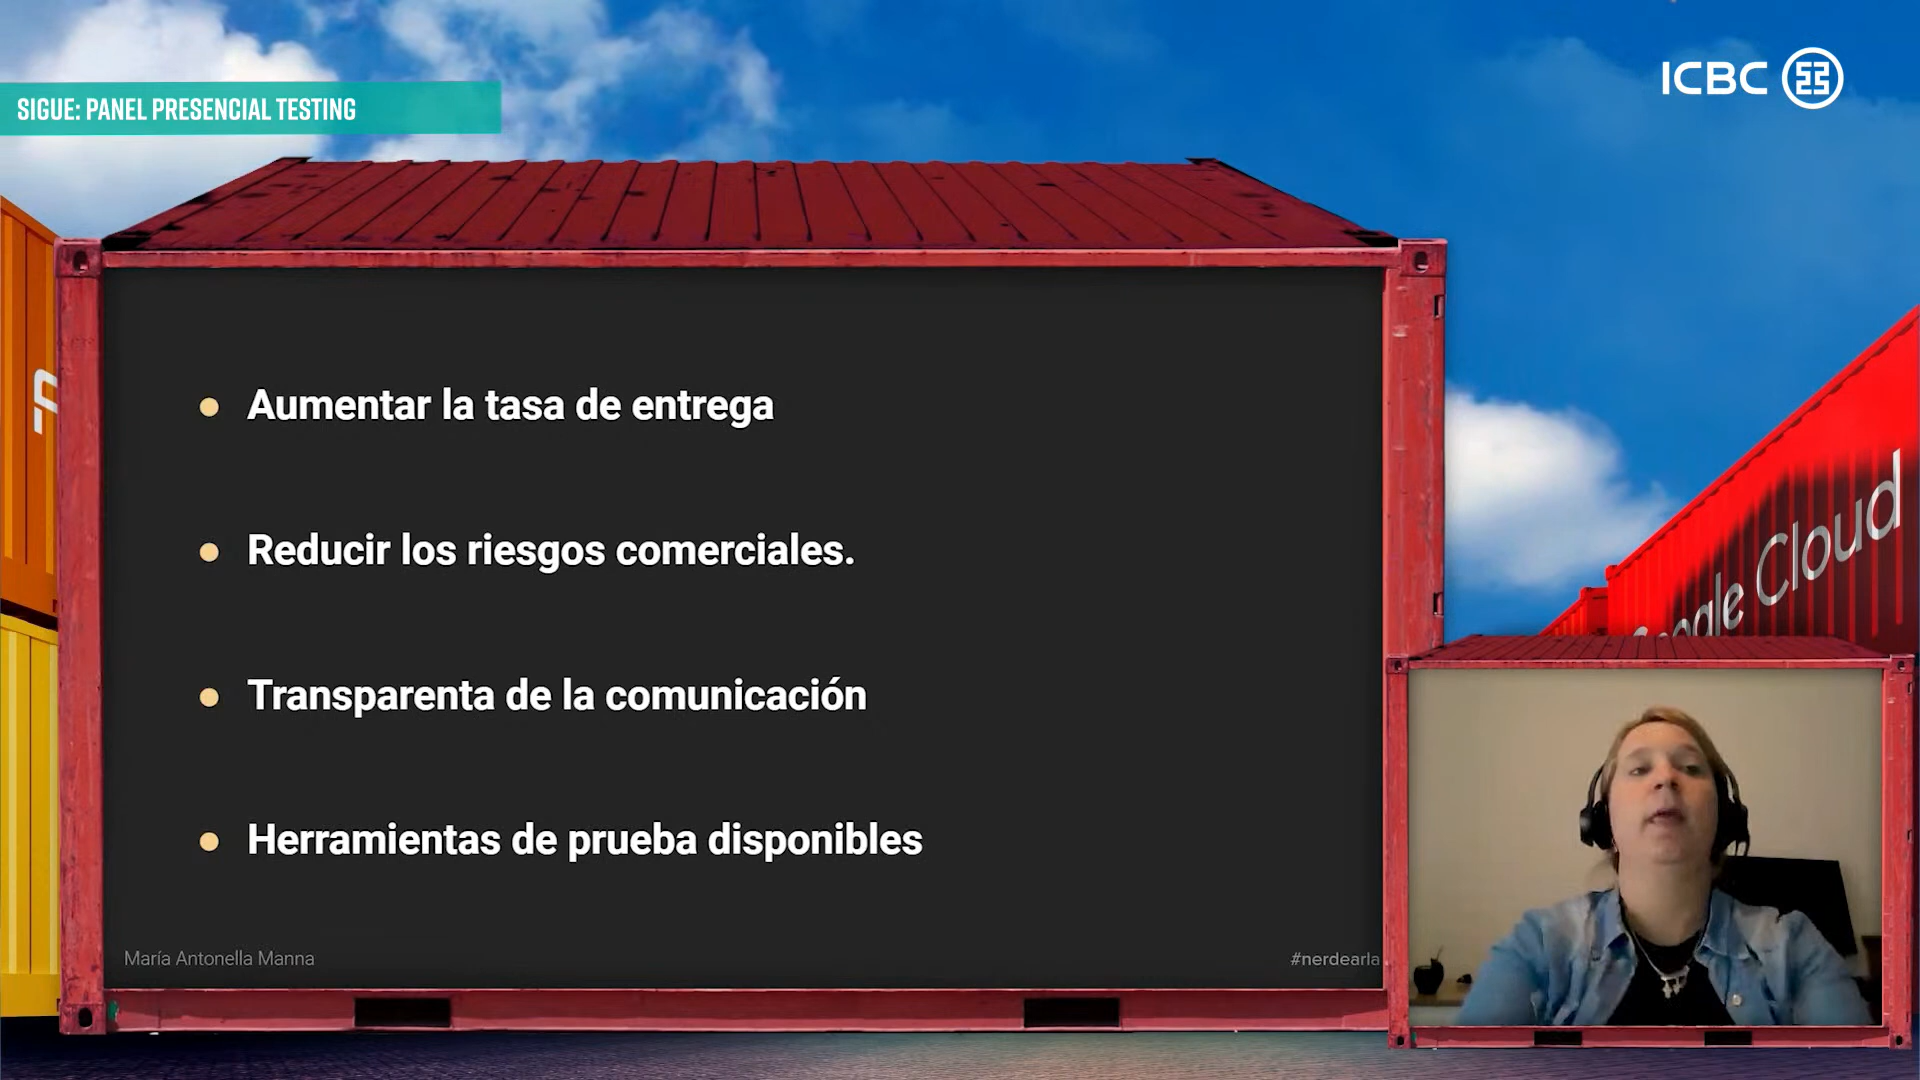 SIGUE: PANEL PRESENCIAL TESTING
ICBC
Aumentar la tasa de entrega
Reducir los riesgos comerciales.
Transparenta de la comunicación
Herramientas de prueba disponibles
Cloud
María Antonella Manna
#nerdearla